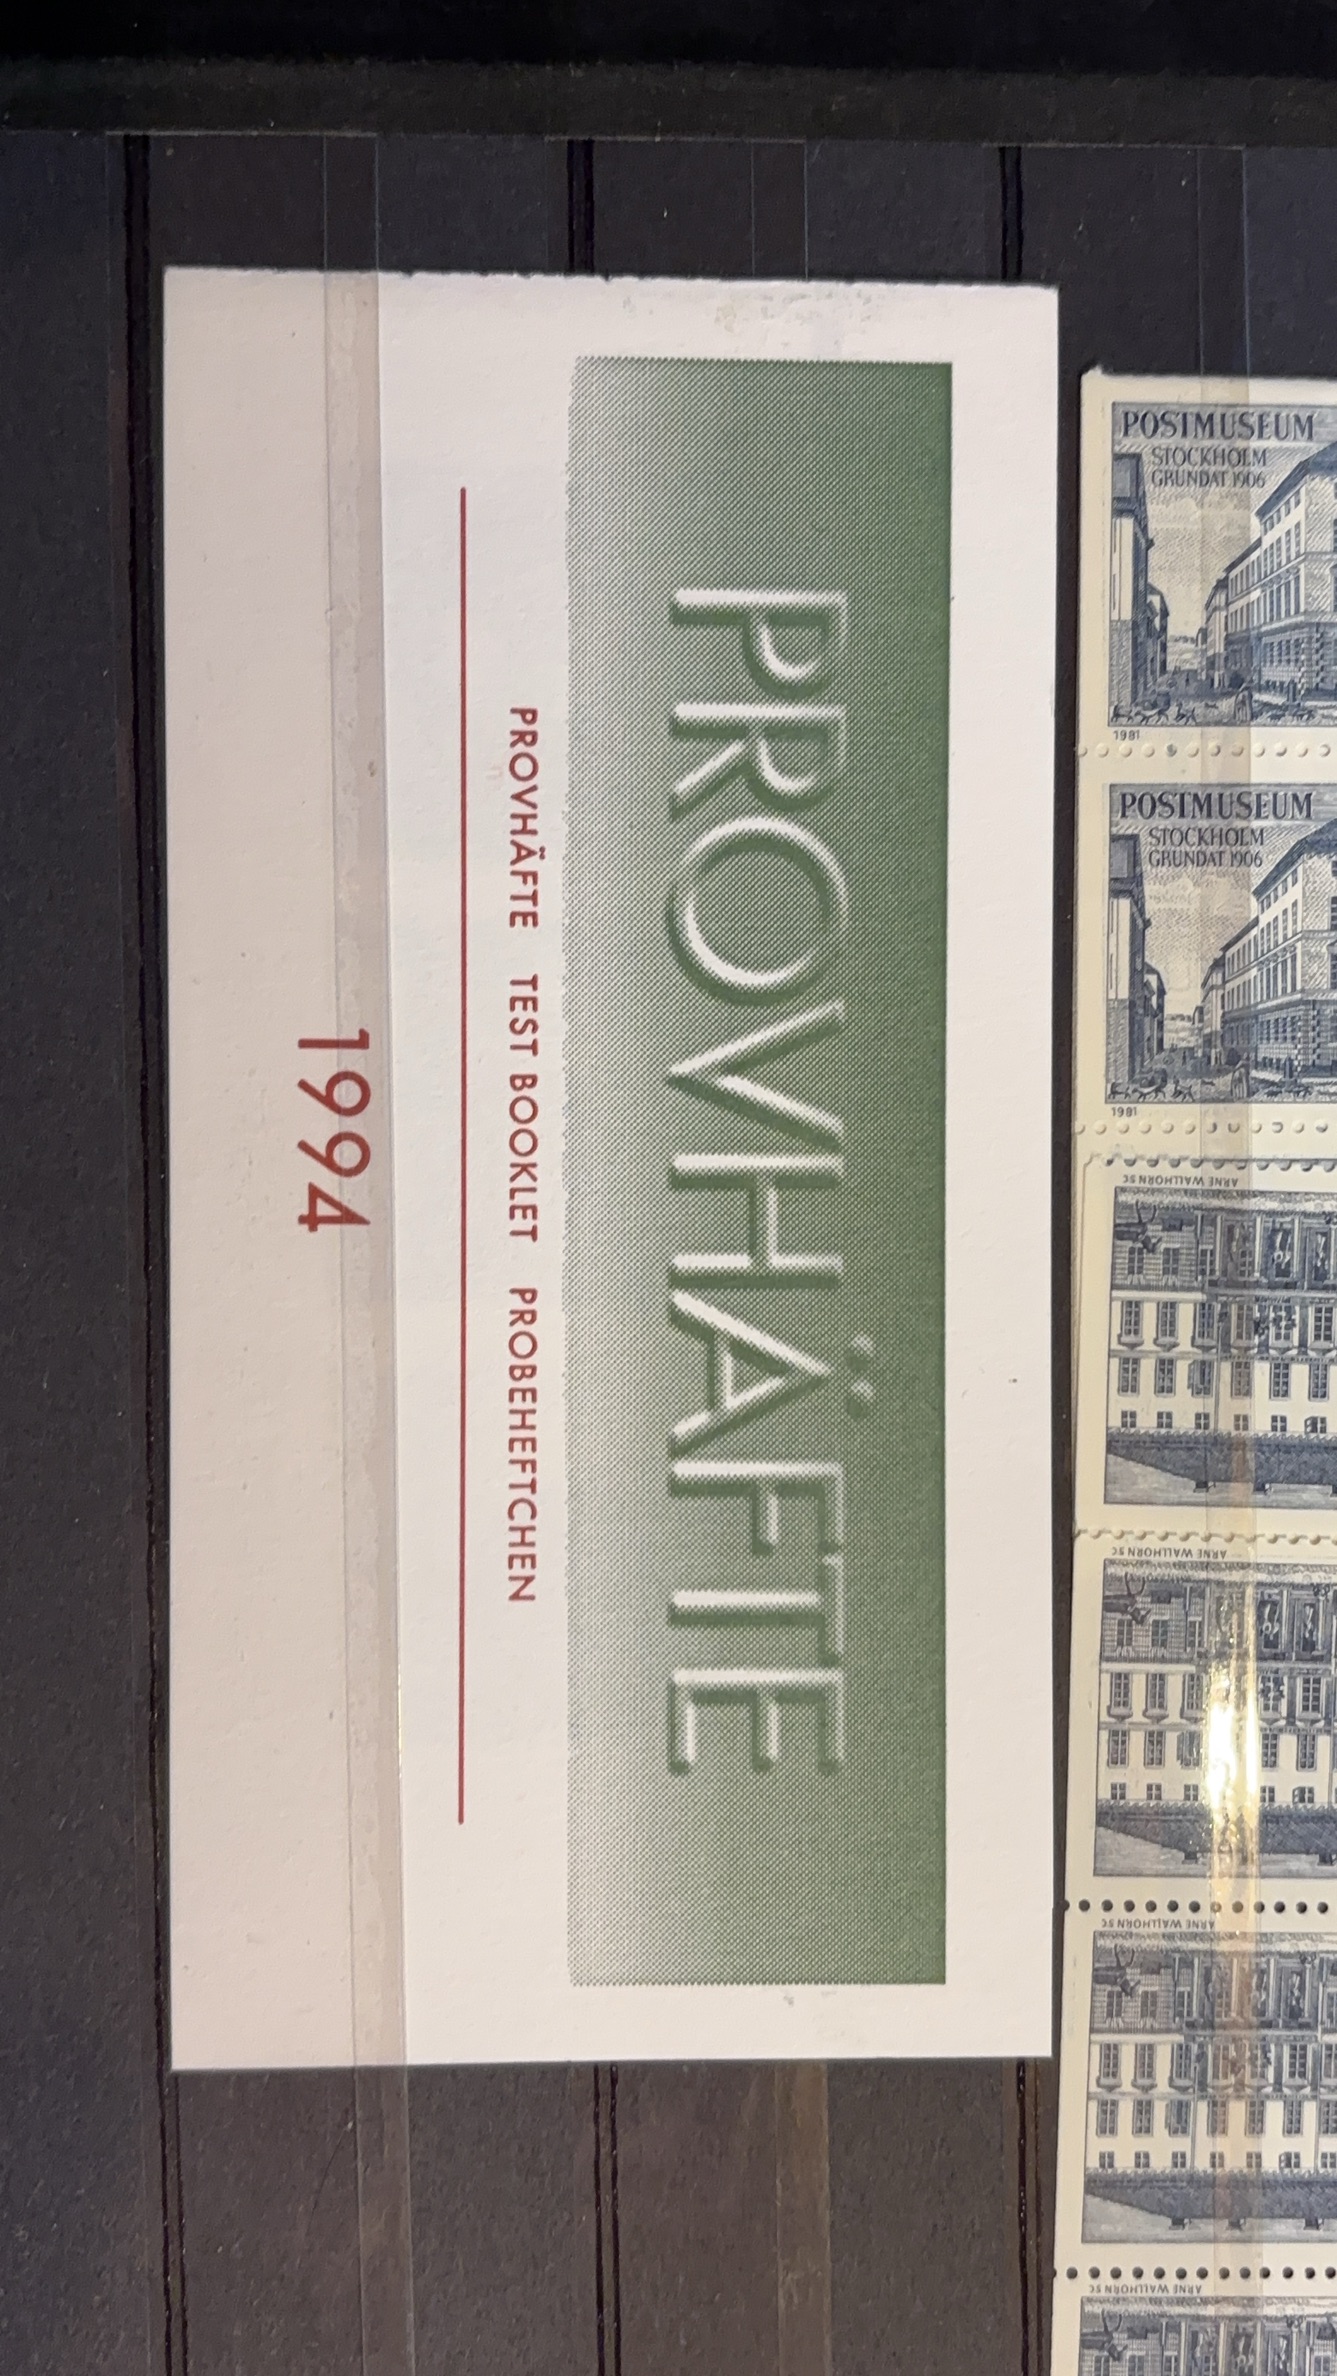 PROVHÄFTE
PROVHÄFTE TEST BOOKLET PROBEHEFTCHEN
1994
POSTMUSEUM
STOCKHOLM
GRUNDAT 1906
1981
POSTMUSEUM
STOCKHOLM
GRUNDAT 1906
1981
ARNE WALLHORN SC
ARNE WALLHORN SC
ARNE WALLHORN SC
ARNE WALLHORN SC